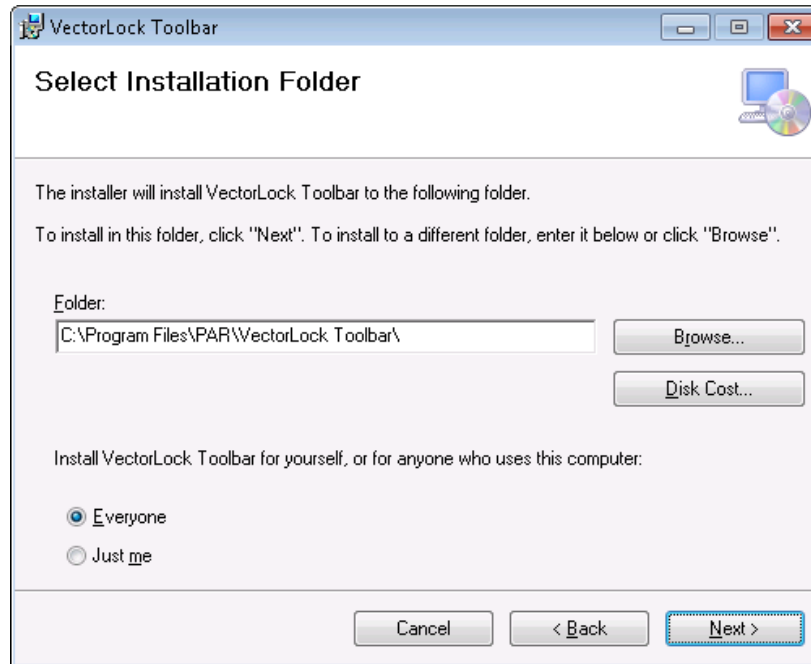 VectorLock Toolbar
Select Installation Folder
The installer will install VectorLock Toolbar to the following folder.
To install in this folder, click "Next". To install to a different folder, enter it below or click "Browse".
Folder:
C:\Program Files\PAR\VectorLock Toolbar\
Browse...
Disk Cost...
Install VectorLock Toolbar for yourself, or for anyone who uses this computer:
Everyone
Just me
Cancel < Back Next >